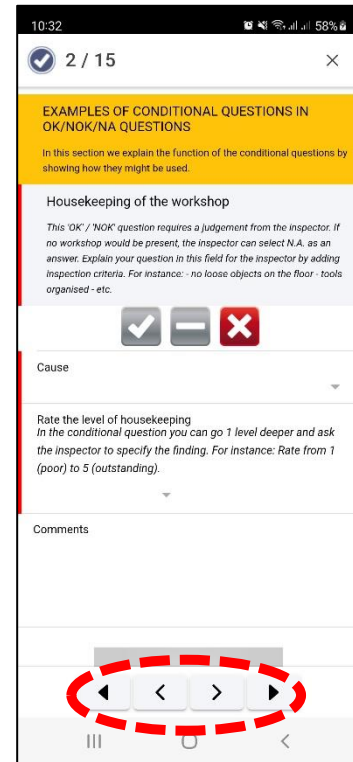 10:32
58%
2 / 15
EXAMPLES OF CONDITIONAL QUESTIONS IN
OK/NOK/NA QUESTIONS
In this section we explain the function of the conditional questions by
showing how they might be used.
Housekeeping of the workshop
This 'OK' / 'NOK' question requires a judgement from the inspector. If
no workshop would be present, the inspector can select N.A. as an
answer. Explain your question in this field for the inspector by adding
inspection criteria. For instance: - no loose objects on the floor - tools
organised - etc.
Cause
Rate the level of housekeeping
In the conditional question you can go 1 level deeper and ask
the inspector to specify the finding. For instance: Rate from 1
(poor) to 5 (outstanding).
Comments